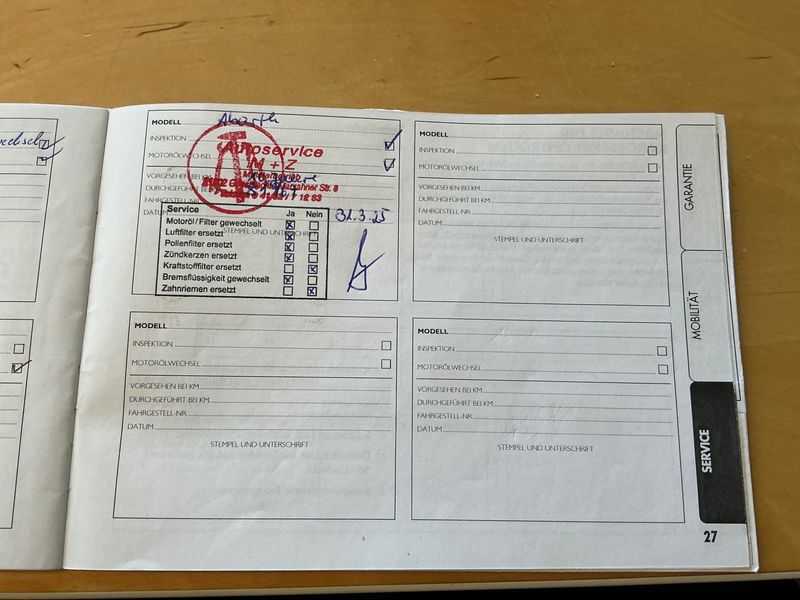 MODELL Abarth
INSPEKTION
MOTORÖLWECHSEL
VORGESEHEN BEI KM
DURCHGEFÜHRT BEI KM
FAHRGESTELL-NR.
DATUM
Autoservice
M + Z
Service Ja Nein
Motoröl / Filter gewechselt
Luftfilter ersetzt
Pollenfilter ersetzt
Zündkerzen ersetzt
Kraftstofffilter ersetzt
Bremsflüssigkeit gewechselt
Zahnriemen ersetzt
STEMPEL UND UNTERSCHRIFT
31.3.25
MODELL
INSPEKTION
MOTORÖLWECHSEL
VORGESEHEN BEI KM
DURCHGEFÜHRT BEI KM
FAHRGESTELL-NR.
DATUM
STEMPEL UND UNTERSCHRIFT
MODELL
INSPEKTION
MOTORÖLWECHSEL
VORGESEHEN BEI KM
DURCHGEFÜHRT BEI KM
FAHRGESTELL-NR.
DATUM
STEMPEL UND UNTERSCHRIFT
MODELL
INSPEKTION
MOTORÖLWECHSEL
VORGESEHEN BEI KM
DURCHGEFÜHRT BEI KM
FAHRGESTELL-NR.
DATUM
STEMPEL UND UNTERSCHRIFT
GARANTIE
MOBILITÄT
SERVICE
27